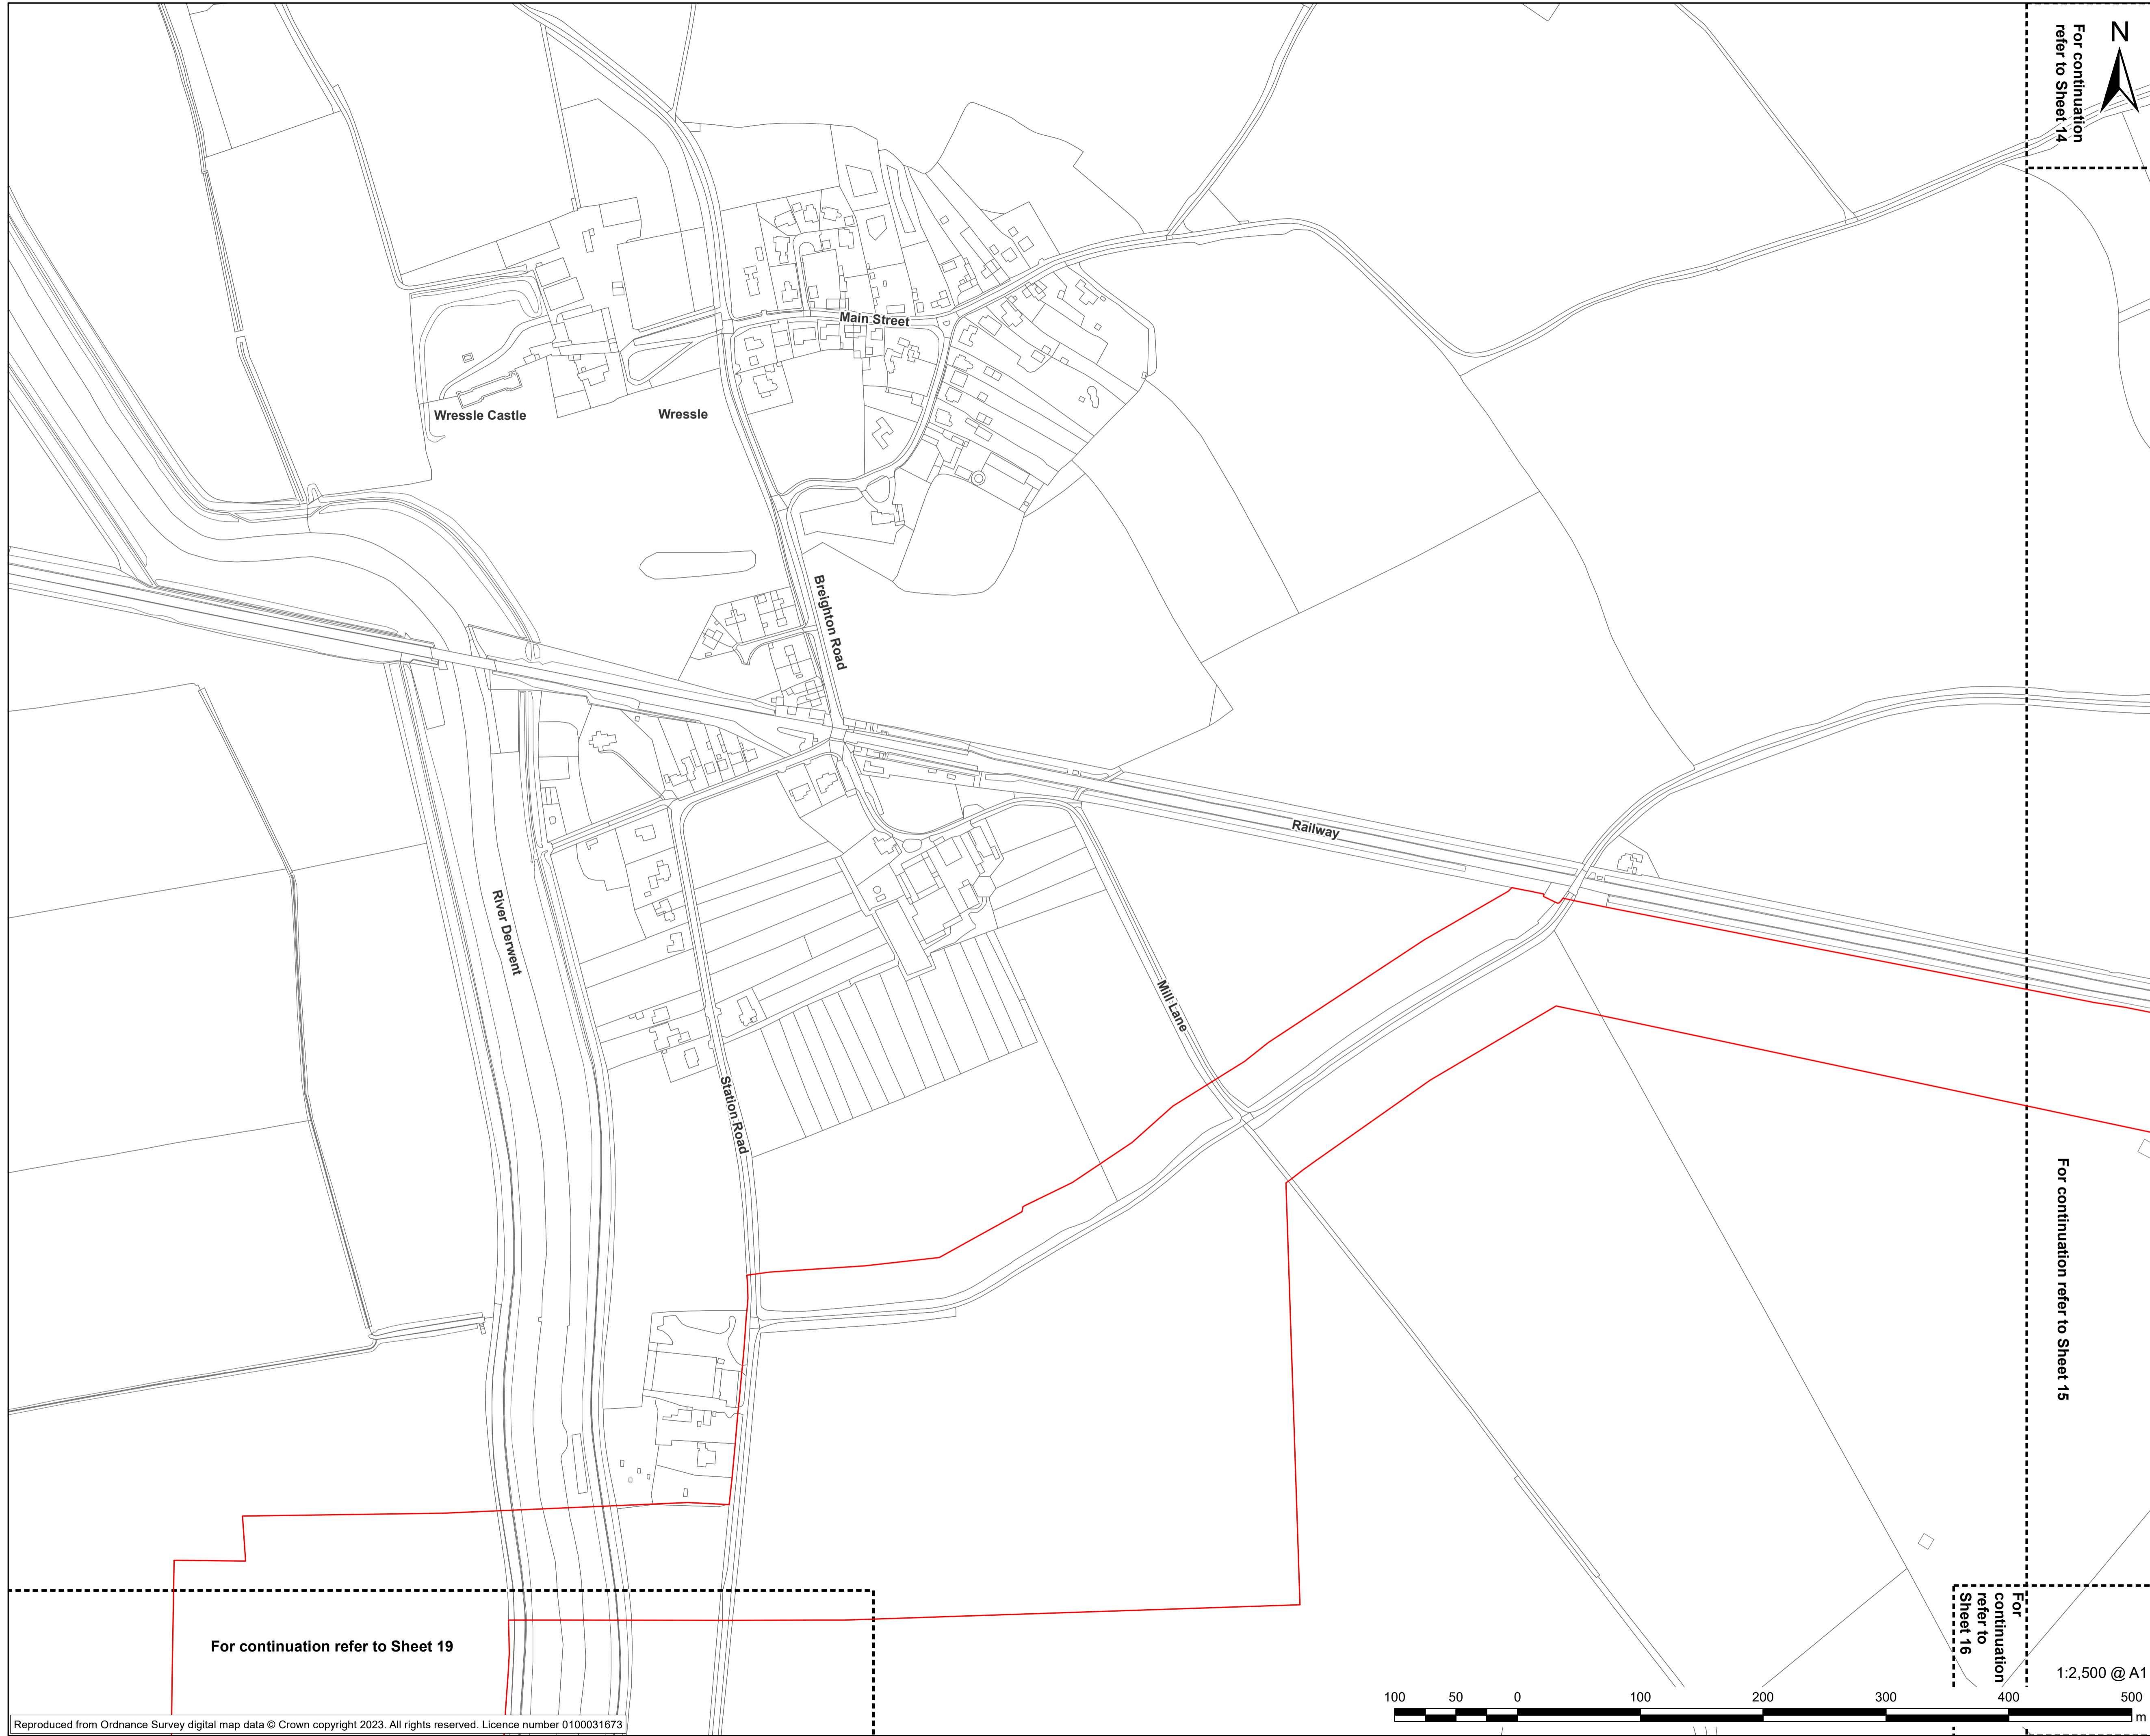 For continuation
refer to Sheet 14
N
Main Street
Wressle Castle
Wressle
Breighton Road
Railway
River Derwent
Mill Lane
Station Road
For continuation refer to Sheet 15
For
continuation
refer to
Sheet 16
For continuation refer to Sheet 19
1:2,500 @ A1
100 50 0 100 200 300 400 500
m
Reproduced from Ordnance Survey digital map data © Crown copyright 2023. All rights reserved. Licence number 0100031673